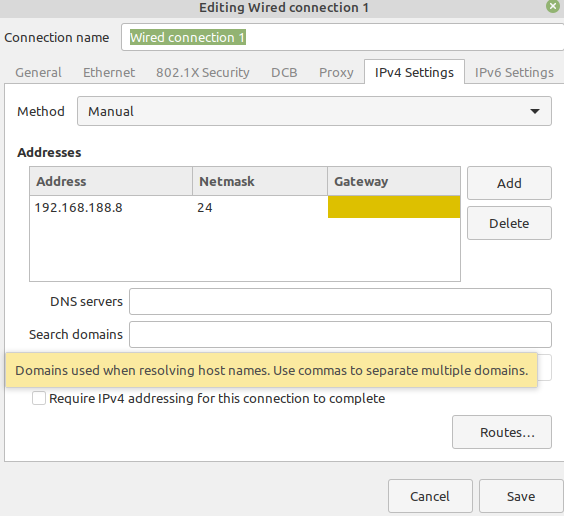 Editing Wired connection 1
Connection name Wired connection 1
General Ethernet 802.1X Security DCB Proxy IPv4 Settings IPv6 Settings
Method Manual
Addresses
Address Netmask Gateway
192.168.188.8 24
Add
Delete
DNS servers
Search domains
Domains used when resolving host names. Use commas to separate multiple domains.
Require IPv4 addressing for this connection to complete
Routes...
Cancel Save